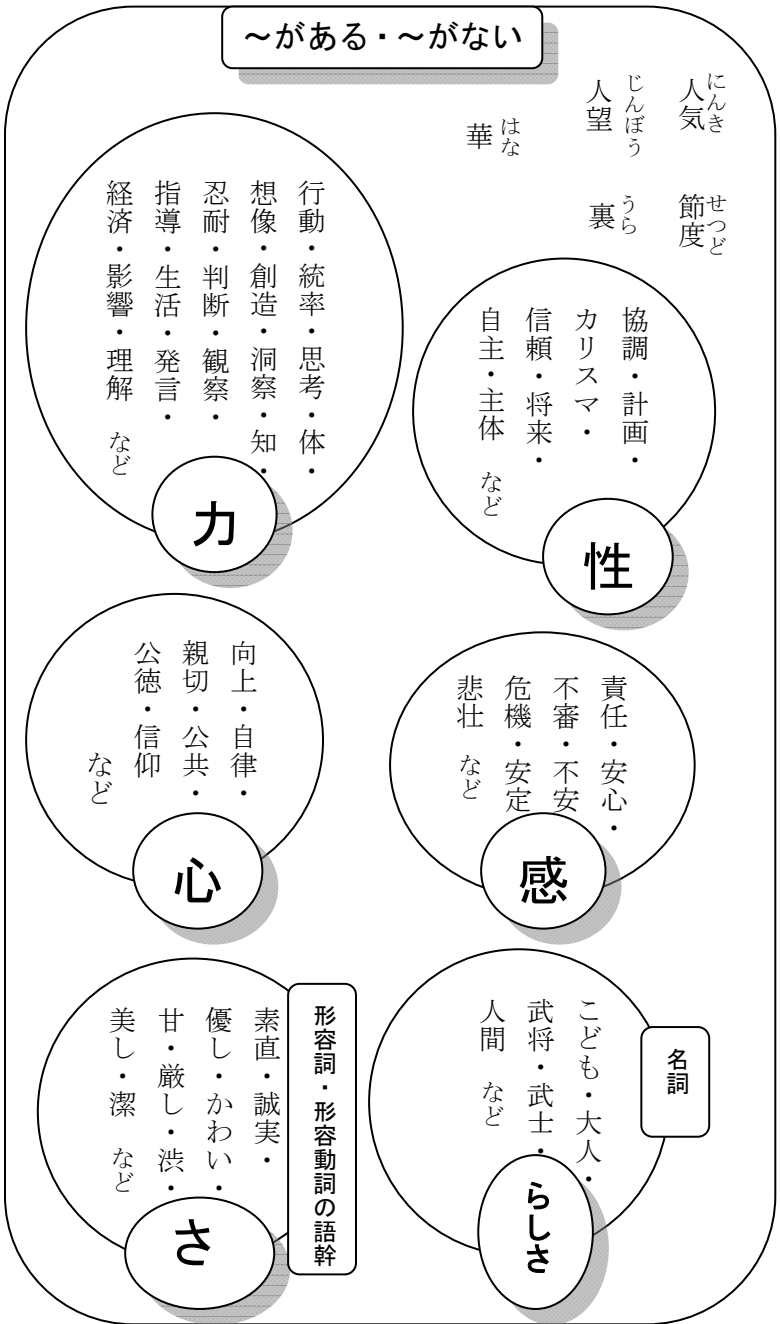 ～がある・～がない
にんき
人気
せつど
節度
じんぼう
人望
うら
裏
はな
華
協調・計画・
カリスマ・
信頼・将来・
自主・主体　など
性
行動・統率・思考・体・
想像・創造・洞察・知・
忍耐・判断・観察・
指導・生活・発言・
経済・影響・理解　など
力
責任・安心・
不審・不安
危機・安定
悲壮　など
感
向上・自律・
親切・公共・
公徳・信仰
など
心
名詞
こども・大人・
武将・武士・
人間　など
らしさ
形容詞・形容動詞の語幹
素直・誠実・
優し・かわい・
甘・厳し・渋・
美し・潔　など
さ